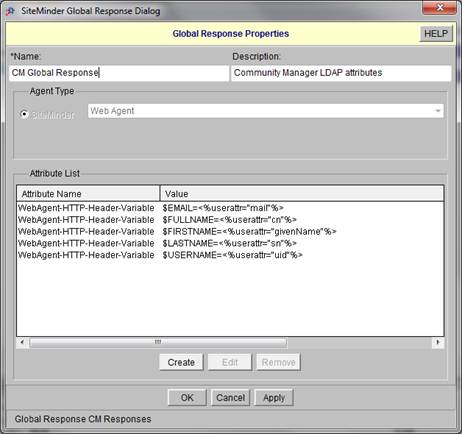 SiteMinder Global Response Dialog
Global Response Properties
HELP
*Name: Description:
CM Global Response Community Manager LDAP attributes
Agent Type
SiteMinder Web Agent
Attribute List
Attribute Name Value
WebAgent-HTTP-Header-Variable $EMAIL=<%userattr="mail"%>
WebAgent-HTTP-Header-Variable $FULLNAME=<%userattr="cn"%>
WebAgent-HTTP-Header-Variable $FIRSTNAME=<%userattr="givenName"%>
WebAgent-HTTP-Header-Variable $LASTNAME=<%userattr="sn"%>
WebAgent-HTTP-Header-Variable $USERNAME=<%userattr="uid"%>
Create Edit Remove
OK Cancel Apply
Global Response CM Responses